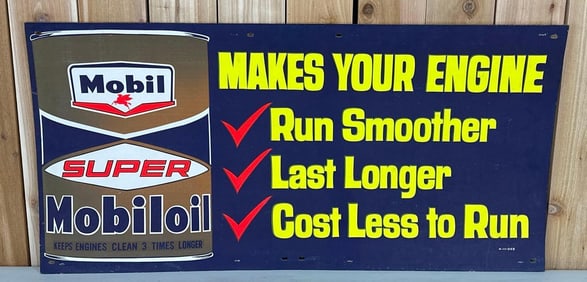 Mobil
SUPER
Mobiloil
KEEPS ENGINES CLEAN 3 TIMES LONGER
MAKES YOUR ENGINE
Run Smoother
Last Longer
Cost Less to Run